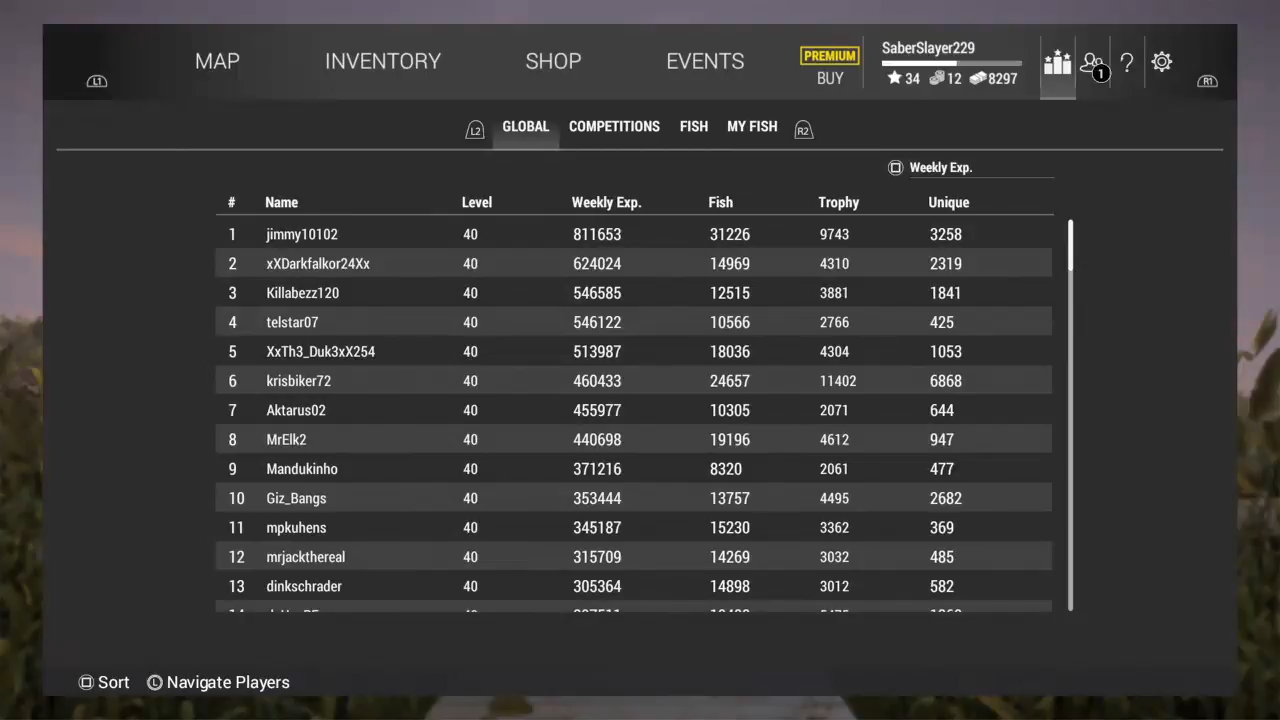 MAP INVENTORY SHOP EVENTS PREMIUM BUY SaberSlayer229 34 12 8297 1 ?
L1 R1
L2 GLOBAL COMPETITIONS FISH MY FISH R2
Weekly Exp.
# Name Level Weekly Exp. Fish Trophy Unique
1 jimmy10102 40 811653 31226 9743 3258
2 xXDarkfalkor24Xx 40 624024 14969 4310 2319
3 Killabezz120 40 546585 12515 3881 1841
4 telstar07 40 546122 10566 2766 425
5 XxTh3_Duk3xX254 40 513987 18036 4304 1053
6 krisbiker72 40 460433 24657 11402 6868
7 Aktarus02 40 455977 10305 2071 644
8 MrElk2 40 440698 19196 4612 947
9 Mandukinho 40 371216 8320 2061 477
10 Giz_Bangs 40 353444 13757 4495 2682
11 mpkuhens 40 345187 15230 3362 369
12 mrjackthereal 40 315709 14269 3032 485
13 dinkschrader 40 305364 14898 3012 582
Sort L Navigate Players